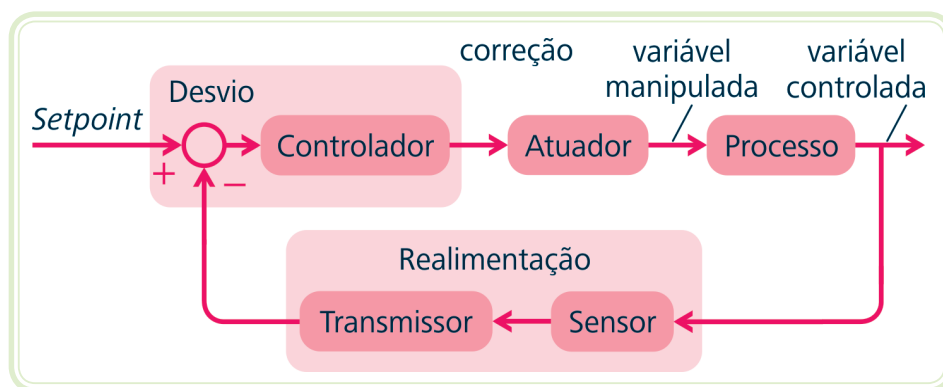 correção
variável
manipulada
variável
controlada
Desvio
Setpoint
+
−
Controlador
Atuador
Processo
Realimentação
Transmissor
Sensor